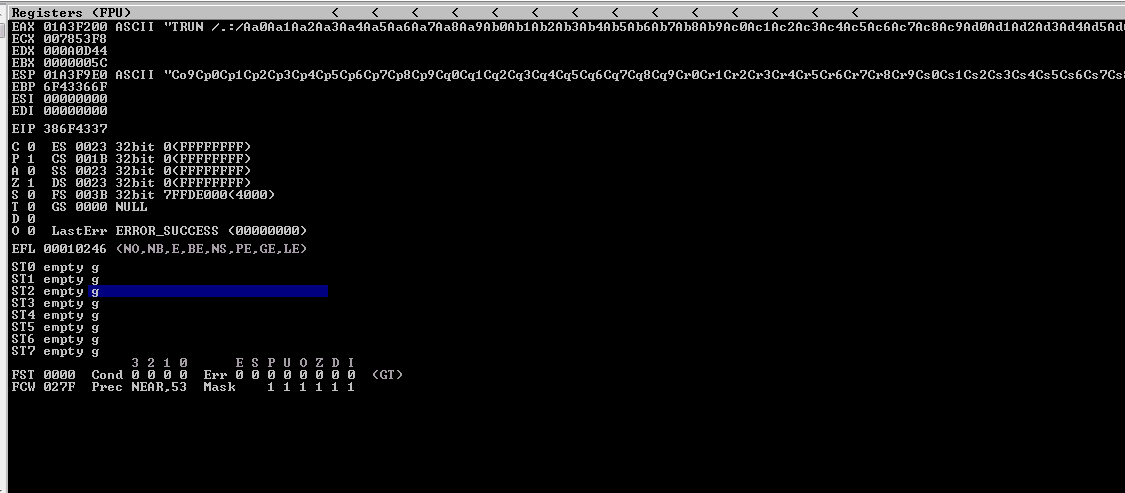 Registers (FPU) < < < < < < < < < < < < < <
EAX 01A3F200 ASCII "TRUN /.:/Aa0Aa1Aa2Aa3Aa4Aa5Aa6Aa7Aa8Aa9Ab0Ab1Ab2Ab3Ab4Ab5Ab6Ab7Ab8Ab9Ac0Ac1Ac2Ac3Ac4Ac5Ac6Ac7Ac8Ac9Ad0Ad1Ad2Ad3Ad4Ad5Ad
ECX 007853F8
EDX 000A0D44
EBX 0000005C
ESP 01A3F9E0 ASCII "Co9Cp0Cp1Cp2Cp3Cp4Cp5Cp6Cp7Cp8Cp9Cq0Cq1Cq2Cq3Cq4Cq5Cq6Cq7Cq8Cq9Cr0Cr1Cr2Cr3Cr4Cr5Cr6Cr7Cr8Cr9Cs0Cs1Cs2Cs3Cs4Cs5Cs6Cs7Cs
EBP 6F43366F
ESI 00000000
EDI 00000000
EIP 386F4337
C 0 ES 0023 32bit 0(FFFFFFFF)
P 1 CS 001B 32bit 0(FFFFFFFF)
A 0 SS 0023 32bit 0(FFFFFFFF)
Z 1 DS 0023 32bit 0(FFFFFFFF)
S 0 FS 003B 32bit 7FFDE000(4000)
T 0 GS 0000 NULL
D 0
O 0 LastErr ERROR_SUCCESS (00000000)
EFL 00010246 (NO,NB,E,BE,NS,PE,GE,LE)
ST0 empty g
ST1 empty g
ST2 empty g
ST3 empty g
ST4 empty g
ST5 empty g
ST6 empty g
ST7 empty g
3 2 1 0 E S P U O Z D I
FST 0000 Cond 0 0 0 0 Err 0 0 0 0 0 0 0 0 (GT)
FCW 027F Prec NEAR,53 Mask 1 1 1 1 1 1